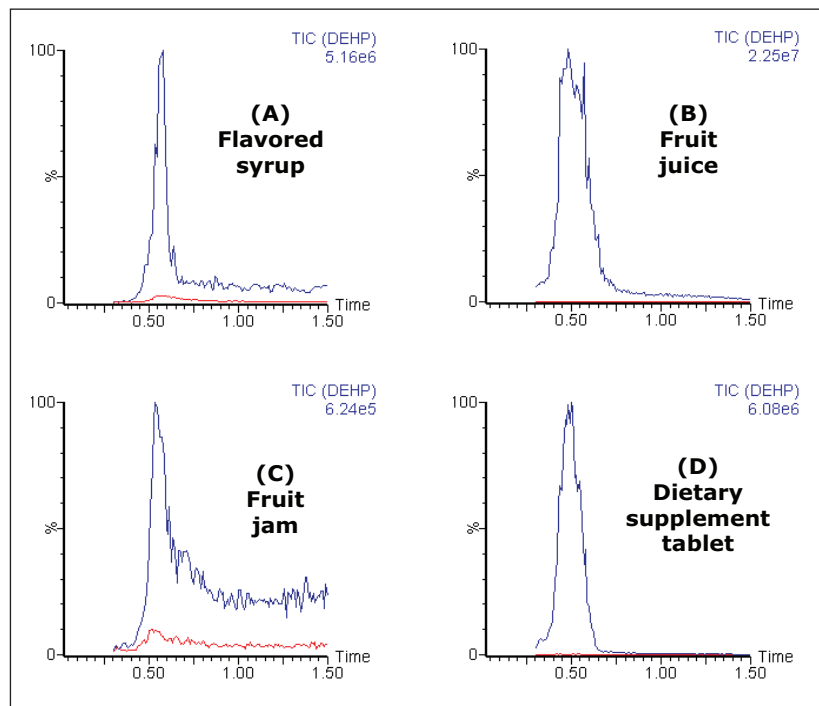 TIC (DEHP)
5.16e6
100
%
0
(A)
Flavored
syrup
Time
0.50
1.00
1.50
TIC (DEHP)
2.25e7
100
%
0
(B)
Fruit
juice
Time
0.50
1.00
1.50
TIC (DEHP)
6.24e5
100
%
0
(C)
Fruit
jam
Time
0.50
1.00
1.50
TIC (DEHP)
6.08e6
100
%
0
(D)
Dietary
supplement
tablet
Time
0.50
1.00
1.50